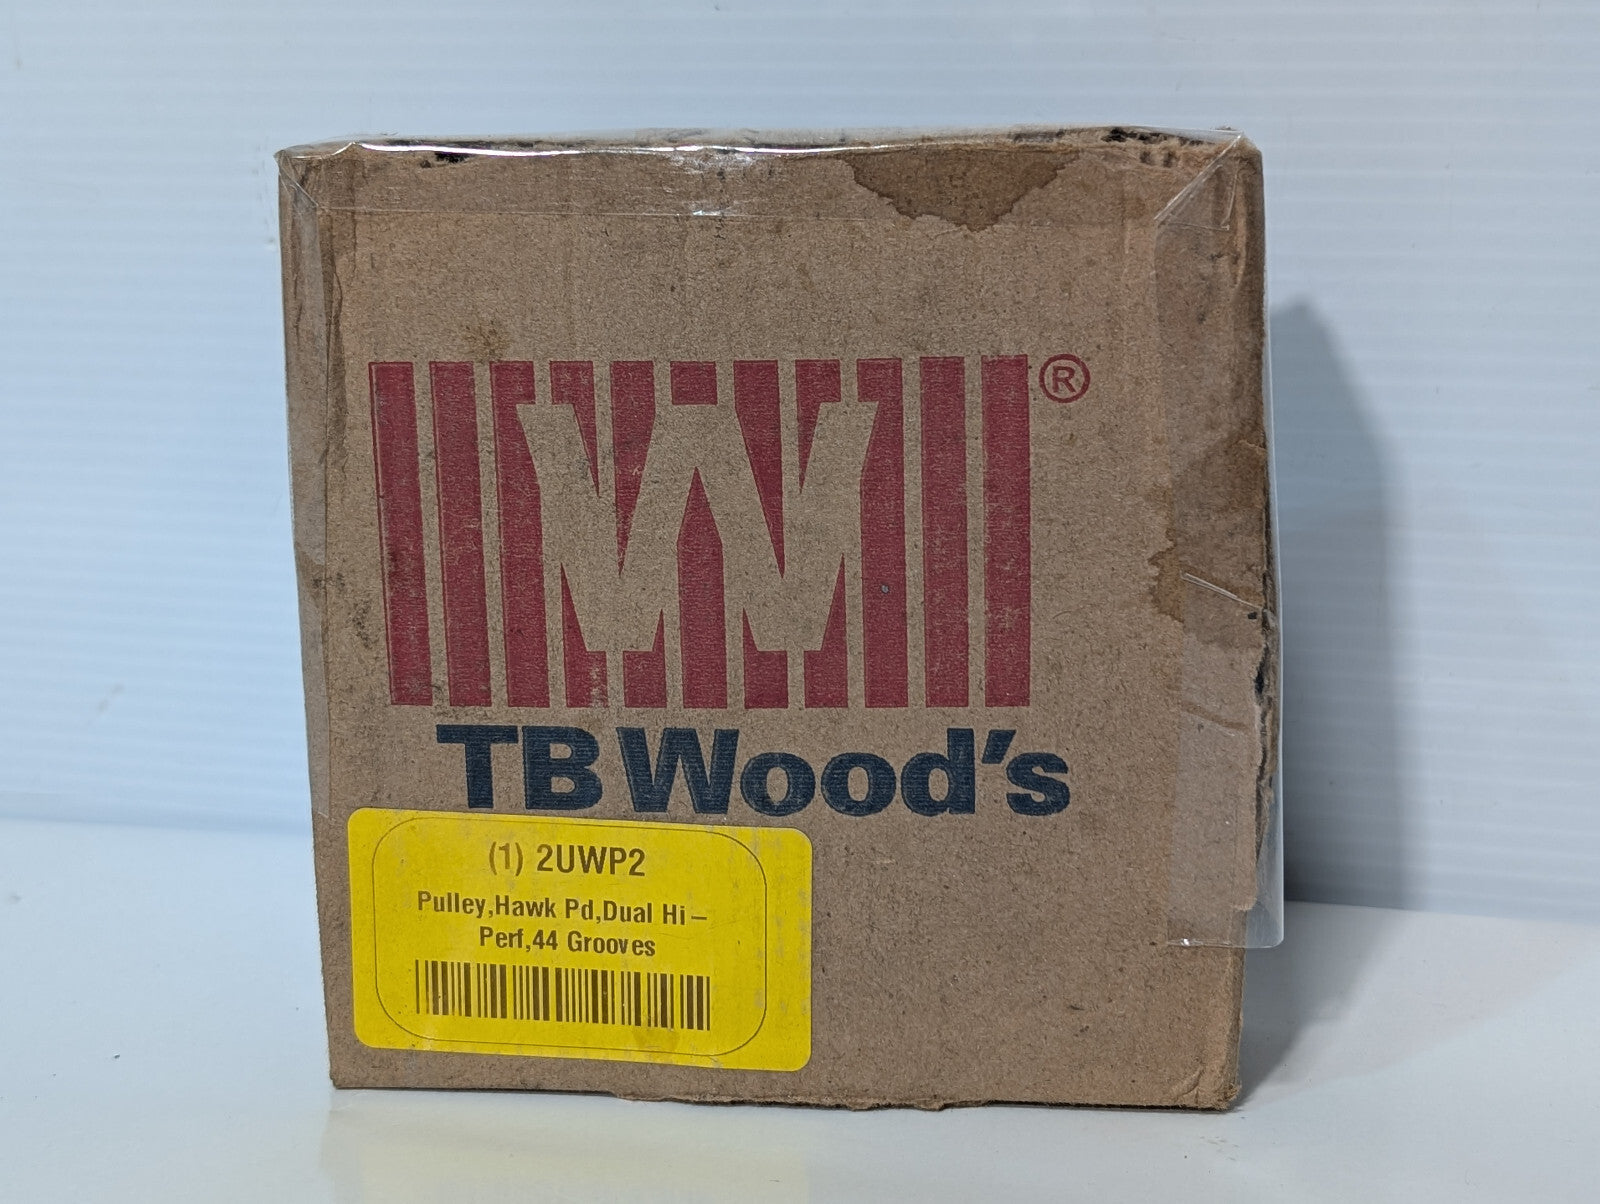 ®
TB Wood's
(1) 2UWP2
Pulley,Hawk Pd,Dual Hi–
Perf,44 Grooves